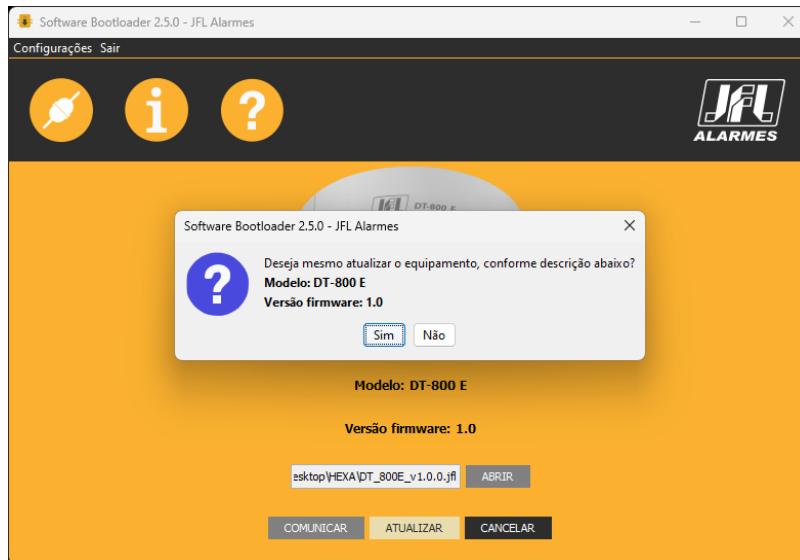 Software Bootloader 2.5.0 - JFL Alarmes
Configurações Sair
JFL
ALARMES
JFL DT-800 E
Software Bootloader 2.5.0 - JFL Alarmes
Deseja mesmo atualizar o equipamento, conforme descrição abaixo?
Modelo: DT-800 E
Versão firmware: 1.0
Sim Não
Modelo: DT-800 E
Versão firmware: 1.0
esktop\HEXA\DT_800E_v1.0.0.jfl ABRIR
COMUNICAR ATUALIZAR CANCELAR